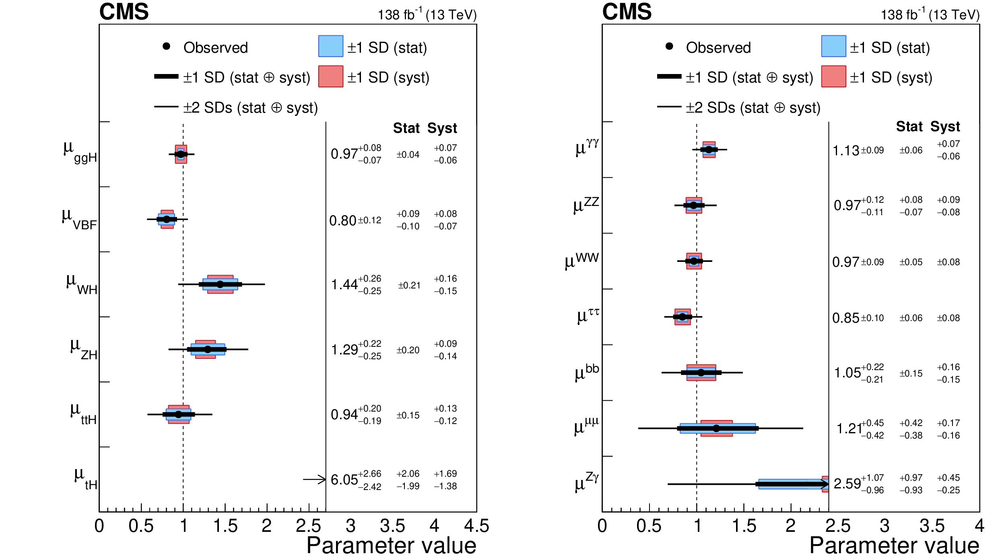 CMS
138 fb⁻¹ (13 TeV)
Observed
±1 SD (stat)
±1 SD (stat ⊕ syst)
±1 SD (syst)
±2 SDs (stat ⊕ syst)
Stat Syst
μggH 0.97 +0.08 −0.07 ±0.04 +0.07 −0.06
μVBF 0.80 ±0.12 +0.09 −0.10 +0.08 −0.07
μWH 1.44 +0.26 −0.25 ±0.21 +0.16 −0.15
μZH 1.29 +0.22 −0.25 ±0.20 +0.09 −0.14
μttH 0.94 +0.20 −0.19 ±0.15 +0.13 −0.12
μtH 6.05 +2.66 −2.42 +2.06 −1.99 +1.69 −1.38
0 0.5 1 1.5 2 2.5 3 3.5 4 4.5
Parameter value
CMS
138 fb⁻¹ (13 TeV)
Observed
±1 SD (stat)
±1 SD (stat ⊕ syst)
±1 SD (syst)
±2 SDs (stat ⊕ syst)
Stat Syst
μγγ 1.13 ±0.09 ±0.06 +0.07 −0.06
μZZ 0.97 +0.12 −0.11 +0.08 −0.07 +0.09 −0.08
μWW 0.97 ±0.09 ±0.05 ±0.08
μττ 0.85 ±0.10 ±0.06 ±0.08
μbb 1.05 +0.22 −0.21 ±0.15 +0.16 −0.15
μμμ 1.21 +0.45 −0.42 +0.42 −0.38 +0.17 −0.16
μZγ 2.59 +1.07 −0.96 +0.97 −0.93 +0.45 −0.25
0 0.5 1 1.5 2 2.5 3 3.5 4
Parameter value